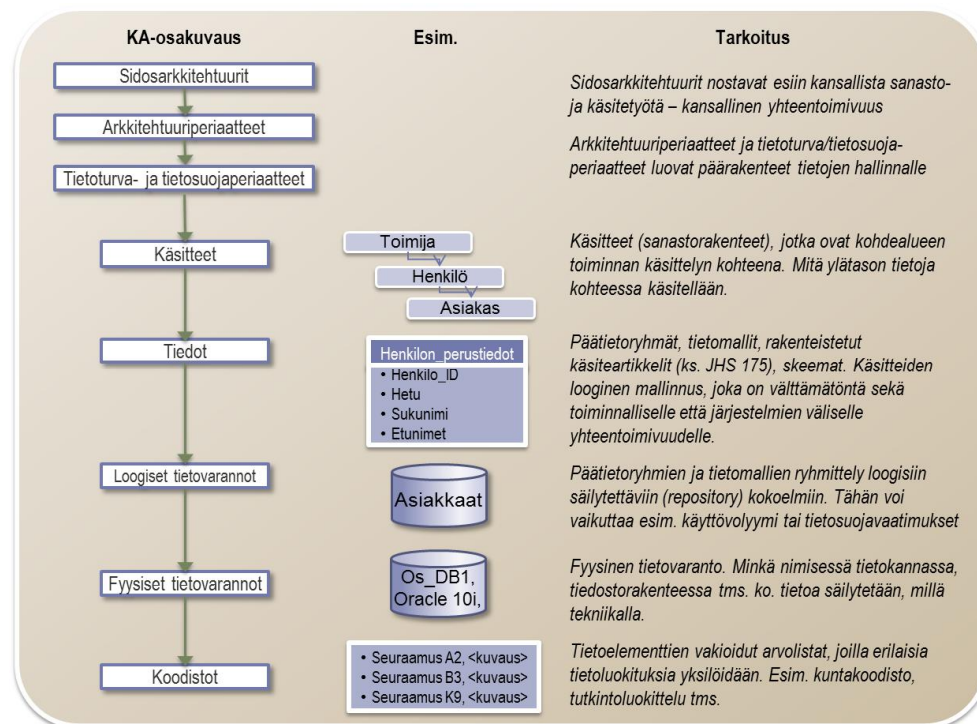 KA-osakuvaus
Esim.
Tarkoitus
Sidosarkkitehtuurit
Sidosarkkitehtuurit nostavat esiin kansallista sanasto-
ja käsitetyötä – kansallinen yhteentoimivuus
Arkkitehtuuriperiaatteet
Arkkitehtuuriperiaatteet ja tietoturva/tietosuoja-
periaatteet luovat päärakenteet tietojen hallinnalle
Tietoturva- ja tietosuojaperiaatteet
Käsitteet
Toimija
Henkilö
Asiakas
Käsitteet (sanastorakenteet), jotka ovat kohdealueen
toiminnan käsittelyn kohteena. Mitä ylätason tietoja
kohteessa käsitellään.
Tiedot
Henkilon_perustiedot
• Henkilo_ID
• Hetu
• Sukunimi
• Etunimet
Päätietoryhmät, tietomallit, rakenteistetut
käsiteartikkelit (ks. JHS 175), skeemat. Käsitteiden
looginen mallinnus, joka on välttämätöntä sekä
toiminnalliselle että järjestelmien väliselle
yhteentoimivuudelle.
Loogiset tietovarannot
Asiakkaat
Päätietoryhmien ja tietomallien ryhmittely loogisiin
säilytettäviin (repository) kokoelmiin. Tähän voi
vaikuttaa esim. käyttövolyymi tai tietosuojavaatimukset
Fyysiset tietovarannot
Os_DB1,
Oracle 10i,
Fyysinen tietovaranto. Minkä nimisessä tietokannassa,
tiedostorakenteessa tms. ko. tietoa säilytetään, millä
tekniikalla.
Koodistot
• Seuraamus A2, <kuvaus>
• Seuraamus B3, <kuvaus>
• Seuraamus K9, <kuvaus>
Tietoelementtien vakioidut arvolistat, joilla erilaisia
tietoluokituksia yksilöidään. Esim. kuntakoodisto,
tutkintoluokittelu tms.